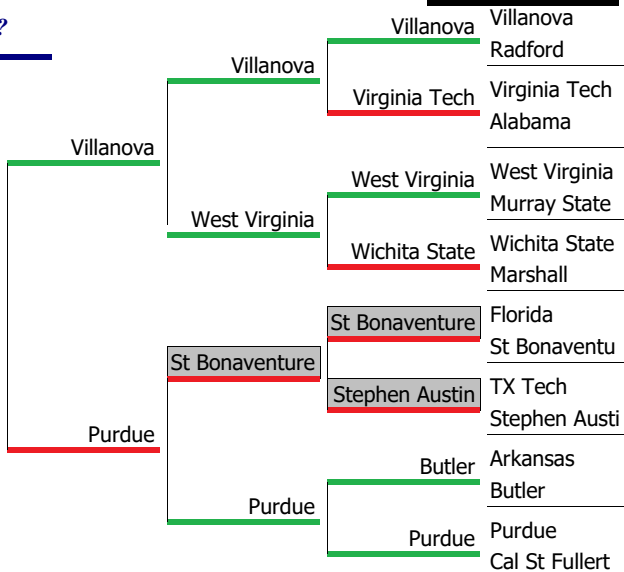 ?
Villanova
Purdue
Villanova
West Virginia
St Bonaventure
Purdue
Villanova
Virginia Tech
West Virginia
Wichita State
St Bonaventure
Stephen Austin
Butler
Purdue
Villanova
Radford
Virginia Tech
Alabama
West Virginia
Murray State
Wichita State
Marshall
Florida
St Bonaventu
TX Tech
Stephen Austi
Arkansas
Butler
Purdue
Cal St Fullert